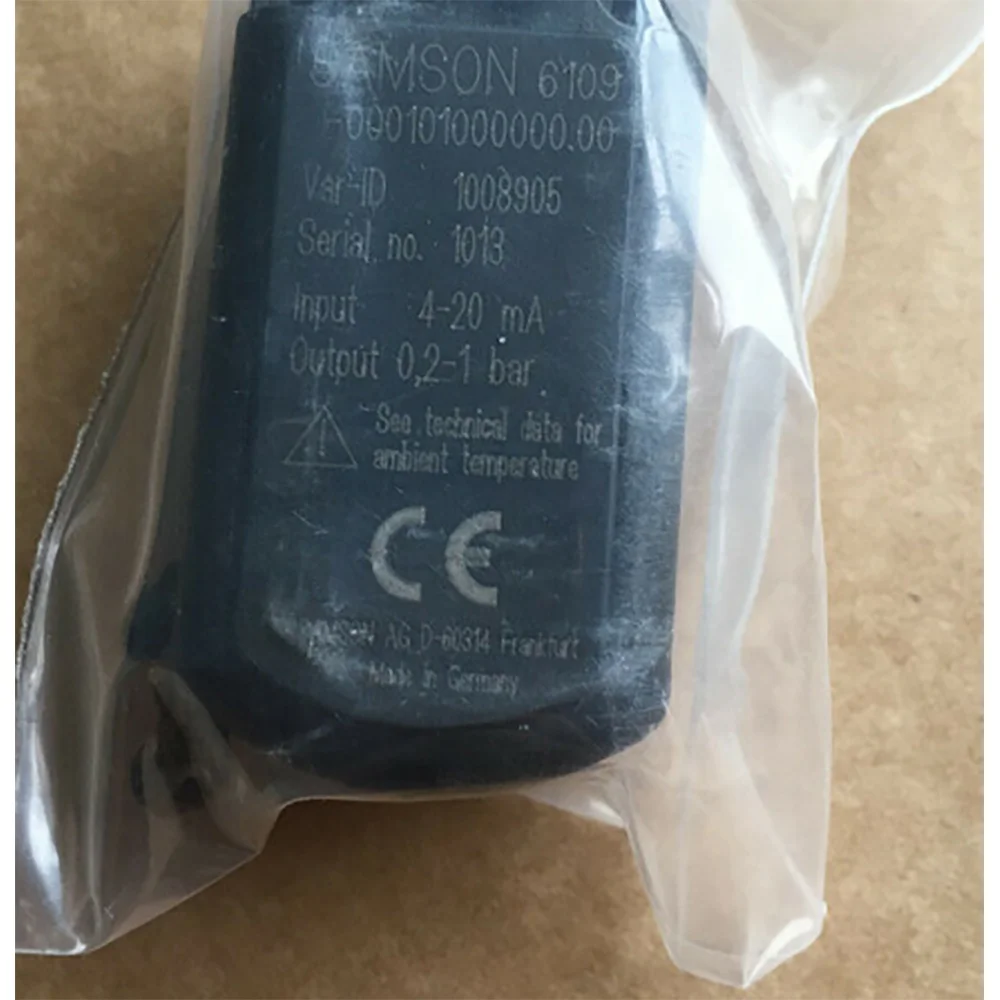 SAMSON 6109
-000101000000.00
Var-ID 1008905
Serial no. 1013
Input 4-20 mA
Output 0,2-1 bar
See technical data for
ambient temperature
CE
SAMSON AG D-60314 Frankfurt
Made in Germany